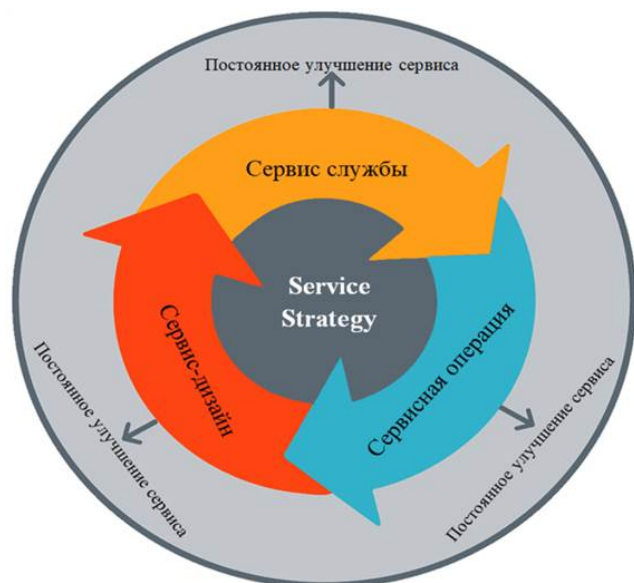 Постоянное улучшение сервиса
Сервис службы
Service
Strategy
Сервис-дизайн
Сервисная операция
Постоянное улучшение сервиса
Постоянное улучшение сервиса